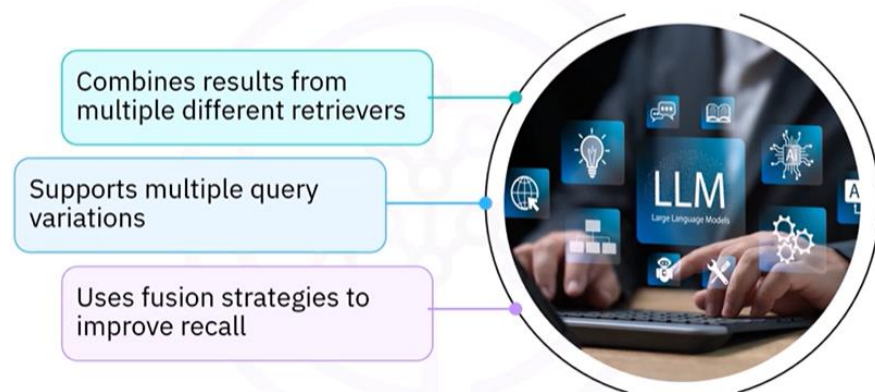 Combines results from
multiple different retrievers
Supports multiple query
variations
Uses fusion strategies to
improve recall
LLM
Large Language Models
AI
A